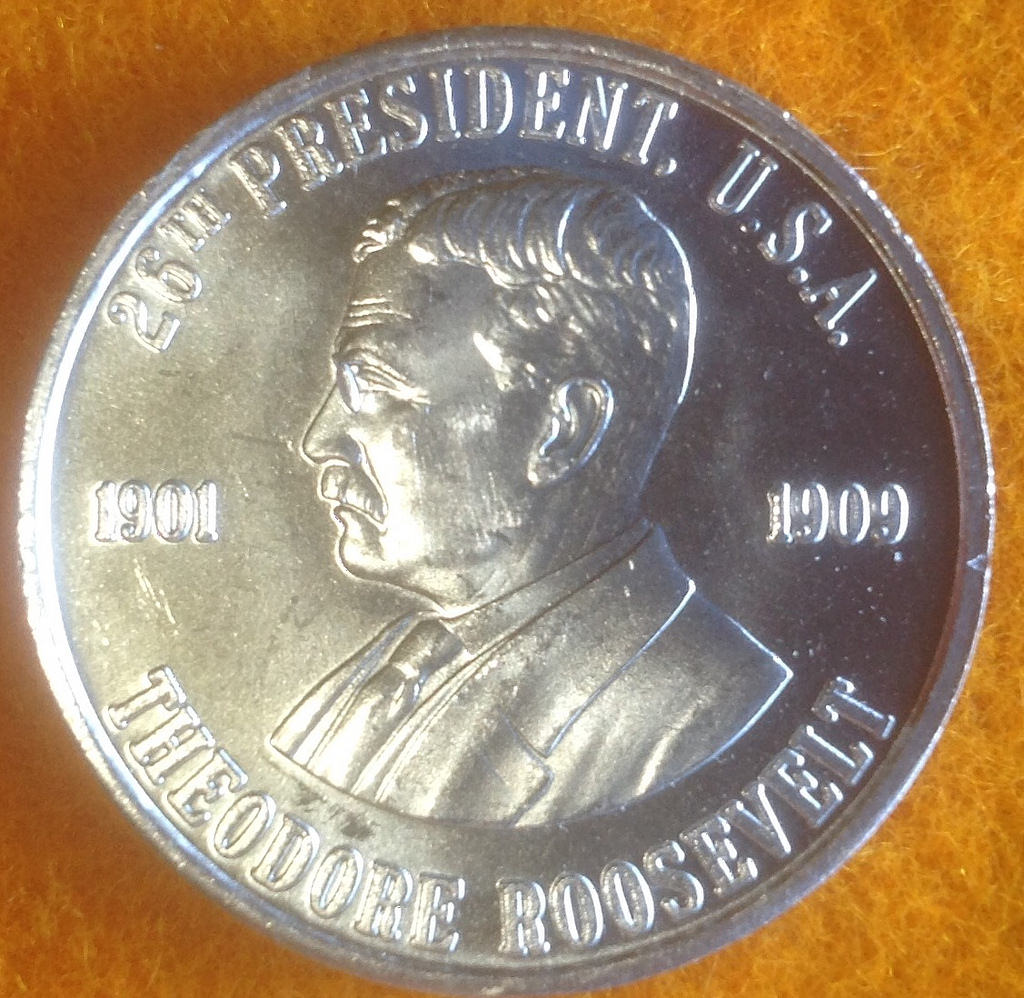 26TH PRESIDENT, U.S.A.
1901
1909
THEODORE ROOSEVELT